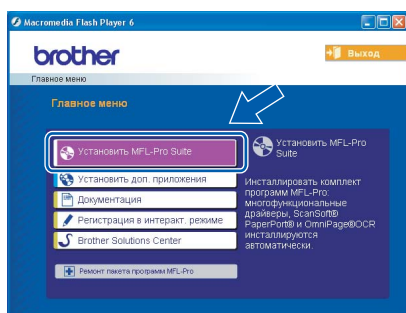 Macromedia Flash Player 6
brother
Выход
Главное меню
Главное меню
Установить MFL-Pro Suite
Установить доп. приложения
Документация
Регистрация в интеракт. режиме
Brother Solutions Center
Ремонт пакета программ MFL-Pro
Установить MFL-Pro
Suite
Инсталлировать комплект
программ MFL-Pro:
многофункциональные
драйверы, ScanSoft®
PaperPort® и OmniPage®OCR
инсталлируются
автоматически.